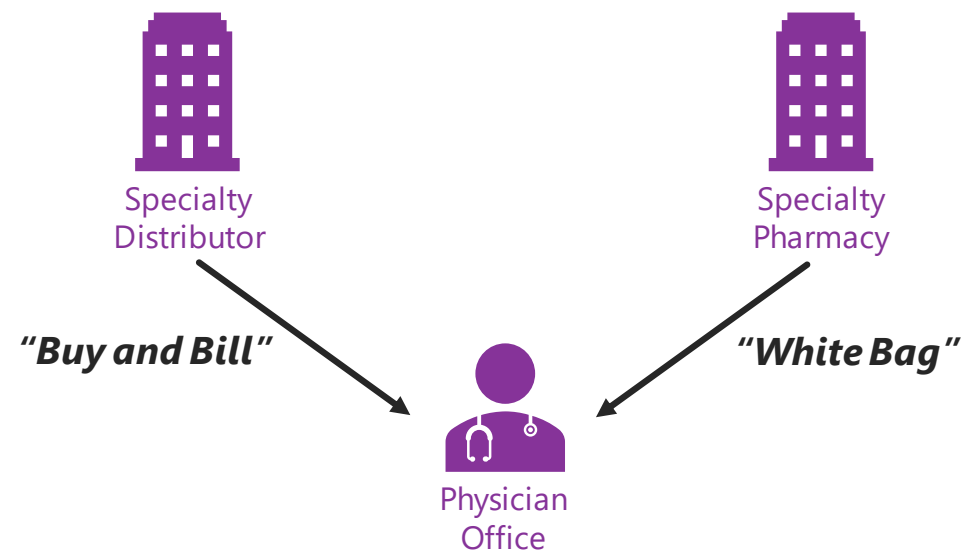 Specialty
Distributor
Specialty
Pharmacy
“Buy and Bill”
“White Bag”
Physician
Office